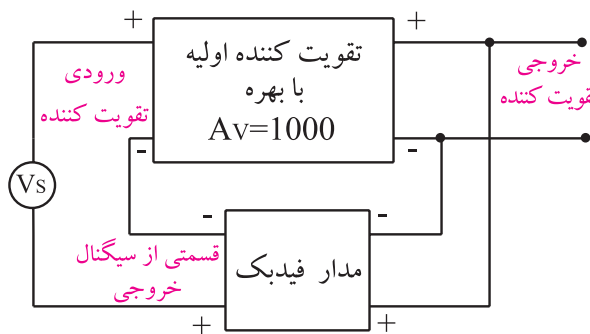 + +
تقویت کننده اولیه
با بهره
Av=1000
ورودی
تقویت کننده
خروجی
تقویت کننده
- -
Vs
- -
قسمتی از سیگنال
خروجی
مدار فیدبک
+ +